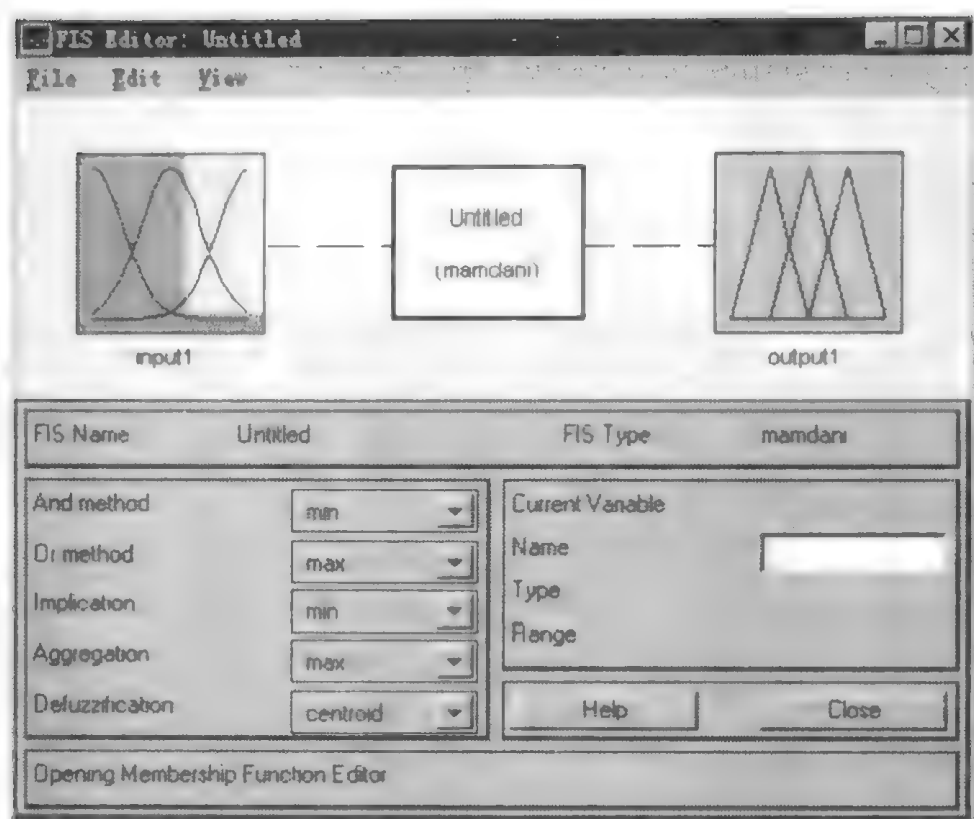 FIS Editor: Untitled
File Edit View
Untitled
(mamdani)
input1
output1
FIS Name Untitled FIS Type mamdani
And method min
Or method max
Implication min
Aggregation max
Defuzzification centroid
Current Variable
Name
Type
Range
Help Close
Opening Membership Function Editor